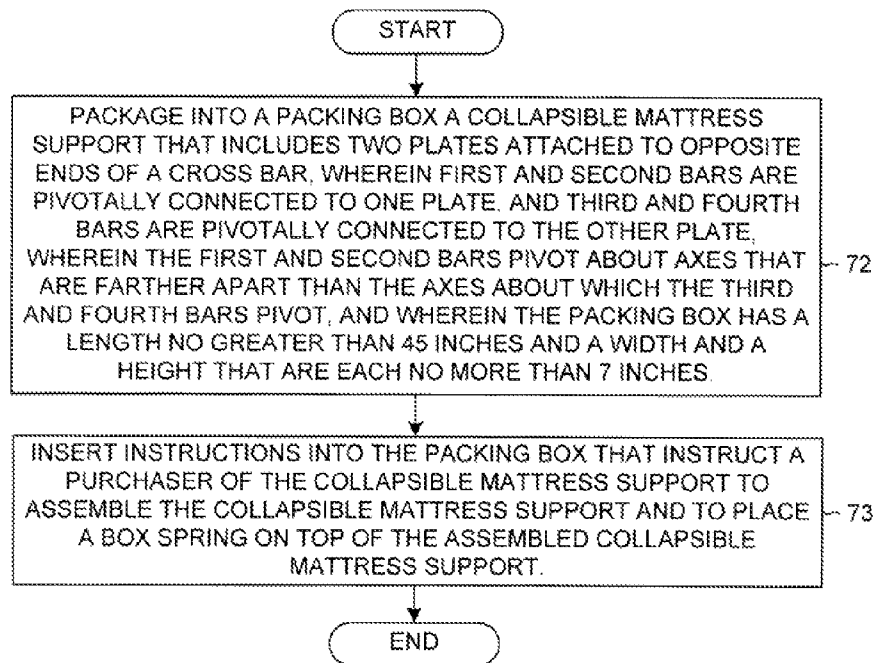 START
PACKAGE INTO A PACKING BOX A COLLAPSIBLE MATTRESS
SUPPORT THAT INCLUDES TWO PLATES ATTACHED TO OPPOSITE
ENDS OF A CROSS BAR, WHEREIN FIRST AND SECOND BARS ARE
PIVOTALLY CONNECTED TO ONE PLATE, AND THIRD AND FOURTH
BARS ARE PIVOTALLY CONNECTED TO THE OTHER PLATE,
WHEREIN THE FIRST AND SECOND BARS PIVOT ABOUT AXES THAT
ARE FARTHER APART THAN THE AXES ABOUT WHICH THE THIRD
AND FOURTH BARS PIVOT, AND WHEREIN THE PACKING BOX HAS A
LENGTH NO GREATER THAN 45 INCHES AND A WIDTH AND A
HEIGHT THAT ARE EACH NO MORE THAN 7 INCHES.
72
INSERT INSTRUCTIONS INTO THE PACKING BOX THAT INSTRUCT A
PURCHASER OF THE COLLAPSIBLE MATTRESS SUPPORT TO
ASSEMBLE THE COLLAPSIBLE MATTRESS SUPPORT AND TO PLACE
A BOX SPRING ON TOP OF THE ASSEMBLED COLLAPSIBLE
MATTRESS SUPPORT.
73
END